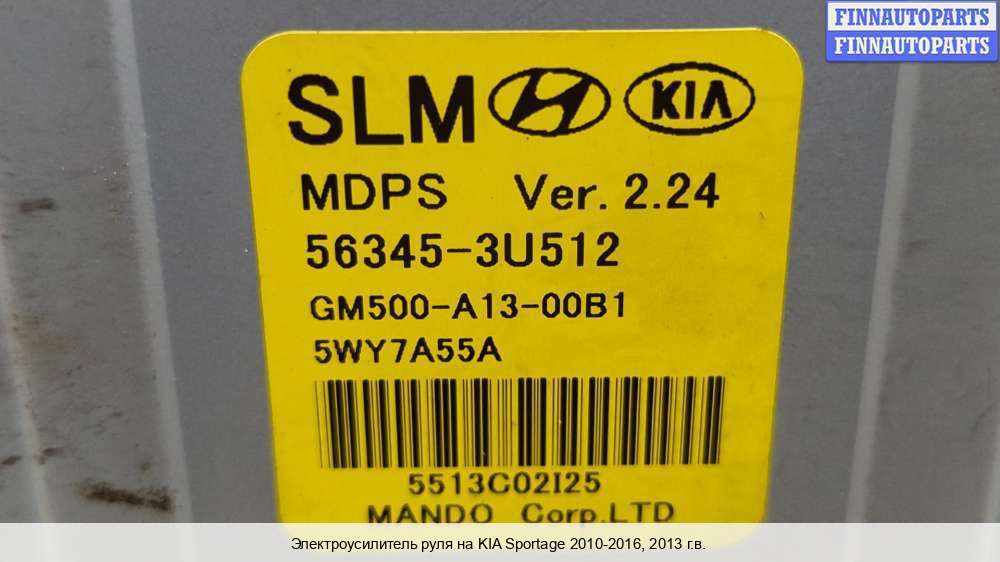 FINNAUTOPARTS
FINNAUTOPARTS
SLM KIA
MDPS Ver. 2.24
56345-3U512
GM500-A13-00B1
5WY7A55A
5513C02I25
MANDO Corp.LTD
Электроусилитель руля на KIA Sportage 2010-2016, 2013 г.в.